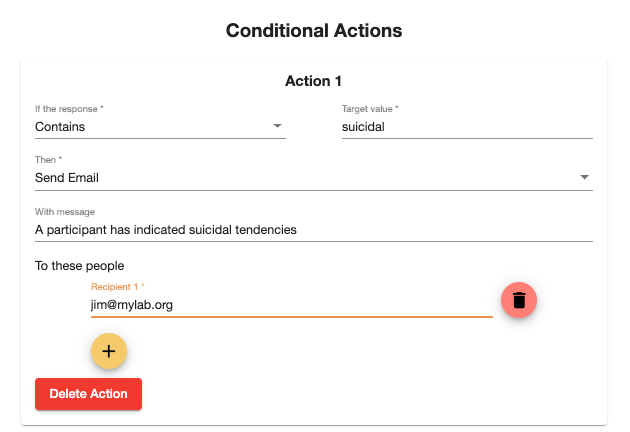 Conditional Actions
Action 1
If the response *
Target value *
Contains
suicidal
Then *
Send Email
With message
A participant has indicated suicidal tendencies
To these people
Recipient 1 *
jim@mylab.org
+
Delete Action